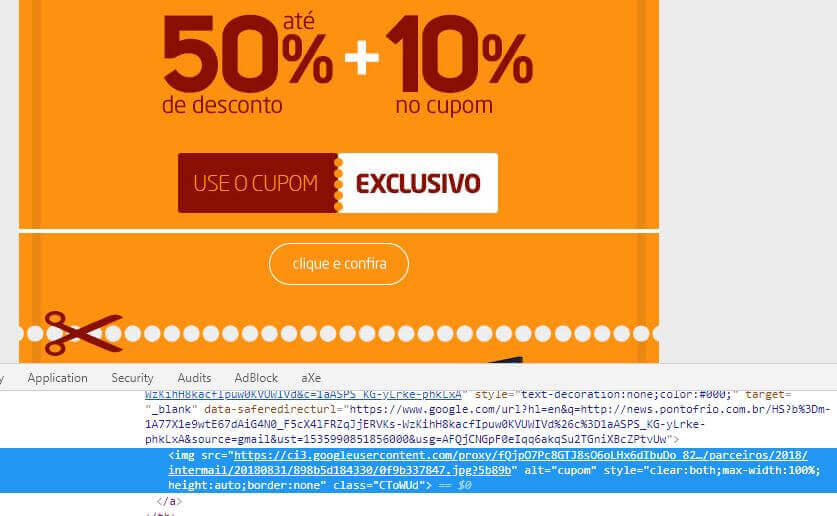 até
50% + 10%
de desconto
no cupom
USE O CUPOM EXCLUSIVO
clique e confira
Application Security Audits AdBlock aXe
WzKihH8kacfIpuw0KVUWIVd&c=1aASPS_KG-yLrke-phkLxA" style="text-decoration:none;color:#000;" target=
"_blank" data-saferedirecturl="https://www.google.com/url?hl=en&q=http://news.pontofrio.com.br/HS?b%3Dm-
1A77X1e9wtE67dAiG4N0_F5cX4lFRZqJjERVKs-WzKihH8kacfIpuw0KVUWIVd%26c%3D1aASPS_KG-yLrke-
phkLxA&source=gmail&ust=1535990851856000&usg=AFQjCNGpF0eIqq6akqSu2TGniXBcZPtvUw">
<img src="https://ci3.googleusercontent.com/proxy/fQJpO7Pc8GTJ8sO6oLHx6dIbuDo_82…/parceiros/2018/
intermail/20180831/898b5d184330/0f9b337847.jpg?5b89b" alt="cupom" style="clear:both;max-width:100%;
height:auto;border:none" class="CToWUd"> == $0
</a>